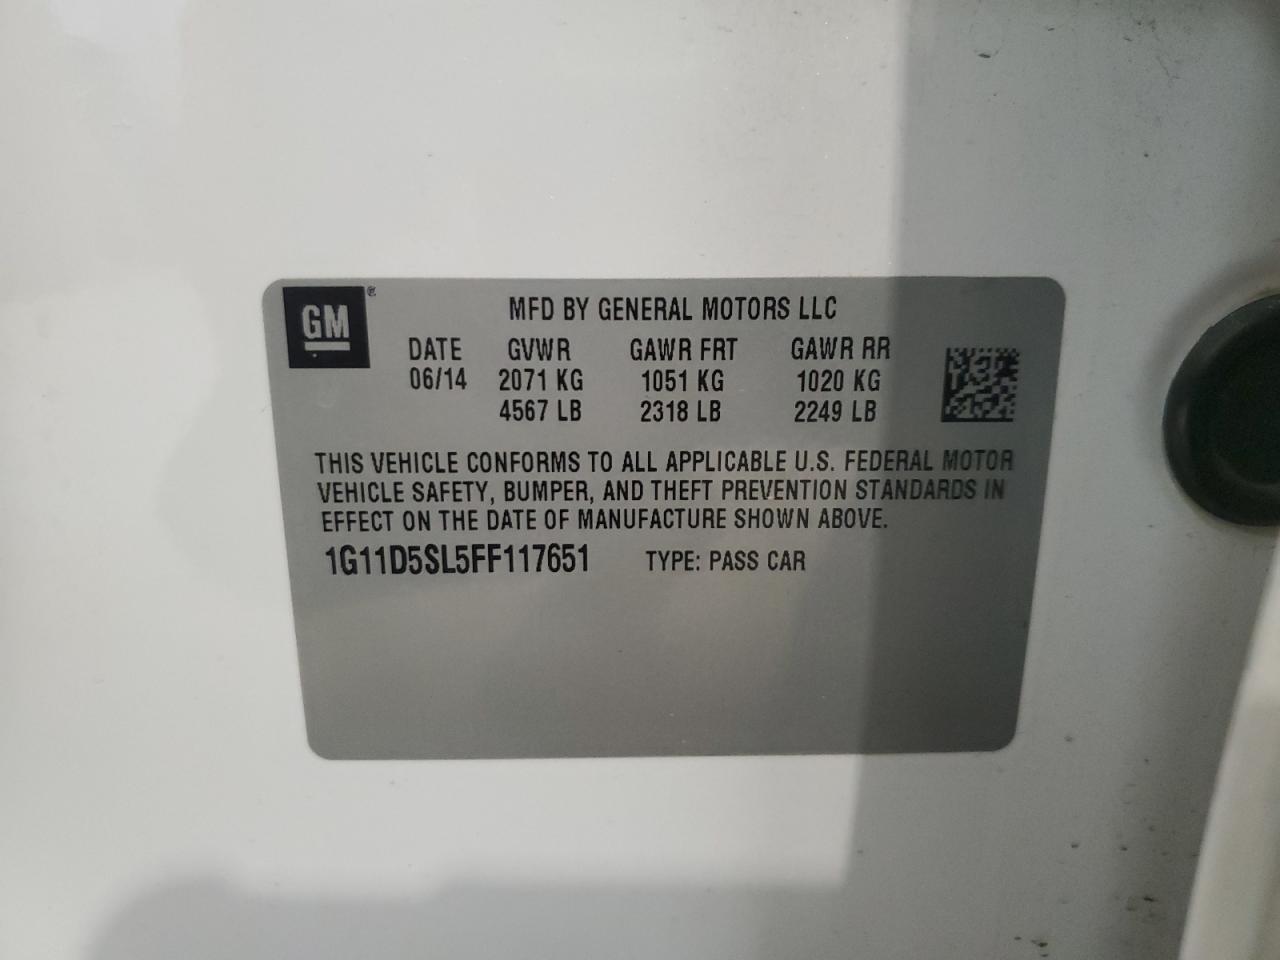 GM®
MFD BY GENERAL MOTORS LLC
DATE GVWR GAWR FRT GAWR RR
06/14 2071 KG 1051 KG 1020 KG
4567 LB 2318 LB 2249 LB
THIS VEHICLE CONFORMS TO ALL APPLICABLE U.S. FEDERAL MOTOR
VEHICLE SAFETY, BUMPER, AND THEFT PREVENTION STANDARDS IN
EFFECT ON THE DATE OF MANUFACTURE SHOWN ABOVE.
1G11D5SL5FF117651 TYPE: PASS CAR